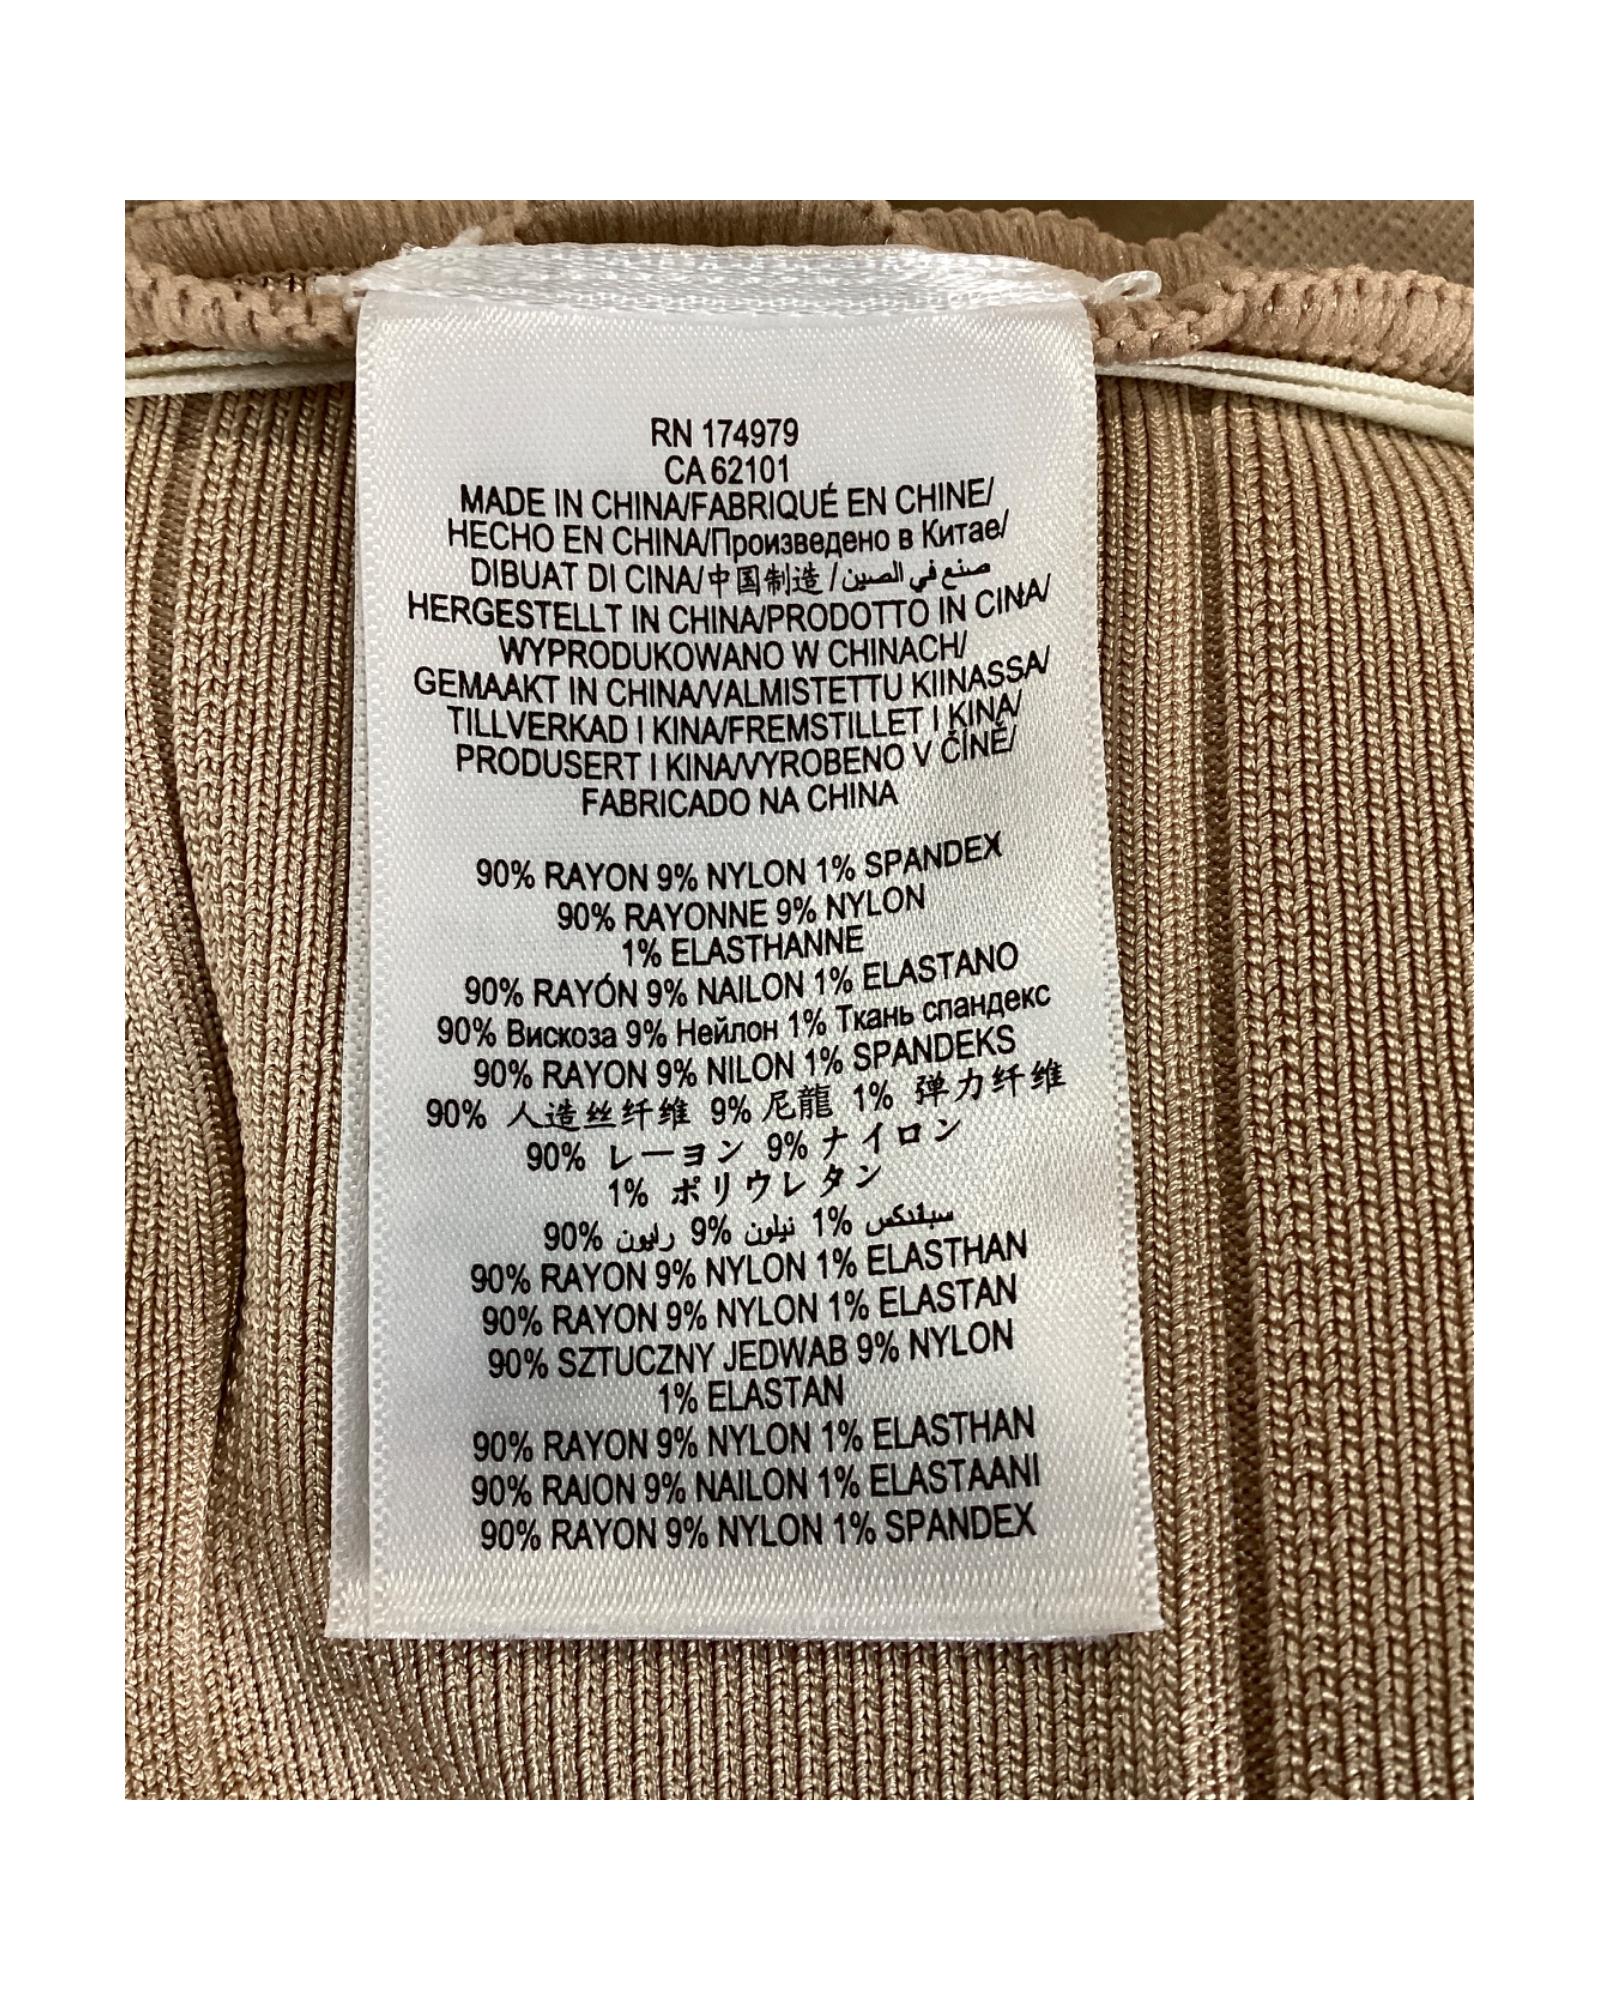 RN 174979
CA 62101
MADE IN CHINA/FABRIQUÉ EN CHINE/
HECHO EN CHINA/Произведено в Китае/
DIBUAT DI CINA/中国制造/صنع في الصين/
HERGESTELLT IN CHINA/PRODOTTO IN CINA/
WYPRODUKOWANO W CHINACH/
GEMAAKT IN CHINA/VALMISTETTU KIINASSA/
TILLVERKAD I KINA/FREMSTILLET I KINA/
PRODUSERT I KINA/VYROBENO V ČÍNĚ/
FABRICADO NA CHINA
90% RAYON 9% NYLON 1% SPANDEX
90% RAYONNE 9% NYLON
1% ELASTHANNE
90% RAYÓN 9% NAILON 1% ELASTANO
90% Вискоза 9% Нейлон 1% Ткань спандекс
90% RAYON 9% NILON 1% SPANDEKS
90% 人造丝纤维 9% 尼龍 1% 弹力纤维
90% レーヨン 9% ナイロン
1% ポリウレタン
90% رايون 9% نيلون 1% سباندكس
90% RAYON 9% NYLON 1% ELASTHAN
90% RAYON 9% NYLON 1% ELASTAN
90% SZTUCZNY JEDWAB 9% NYLON
1% ELASTAN
90% RAYON 9% NYLON 1% ELASTHAN
90% RAION 9% NAILON 1% ELASTAANI
90% RAYON 9% NYLON 1% SPANDEX